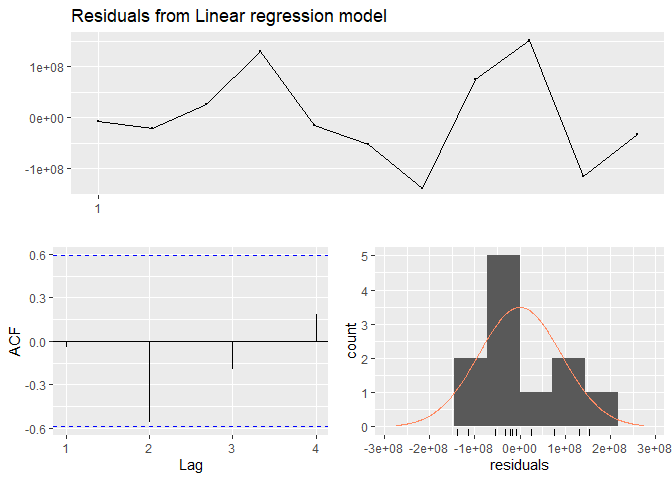 Residuals from Linear regression model
1e+08
0e+00
-1e+08
1
0.6
0.3
0.0
-0.3
-0.6
ACF
1 2 3 4
Lag
5
4
3
2
1
0
count
-3e+08 -2e+08 -1e+08 0e+00 1e+08 2e+08 3e+08
residuals